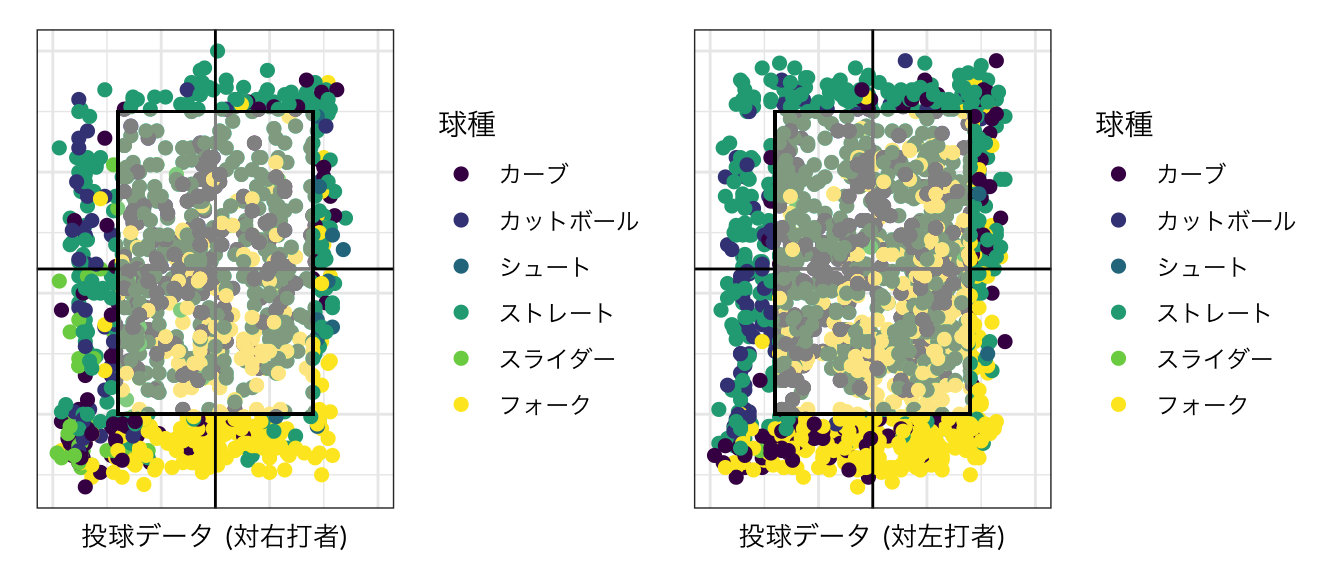 球種
カーブ
カットボール
シュート
ストレート
スライダー
フォーク
投球データ (対右打者)
球種
カーブ
カットボール
シュート
ストレート
スライダー
フォーク
投球データ (対左打者)